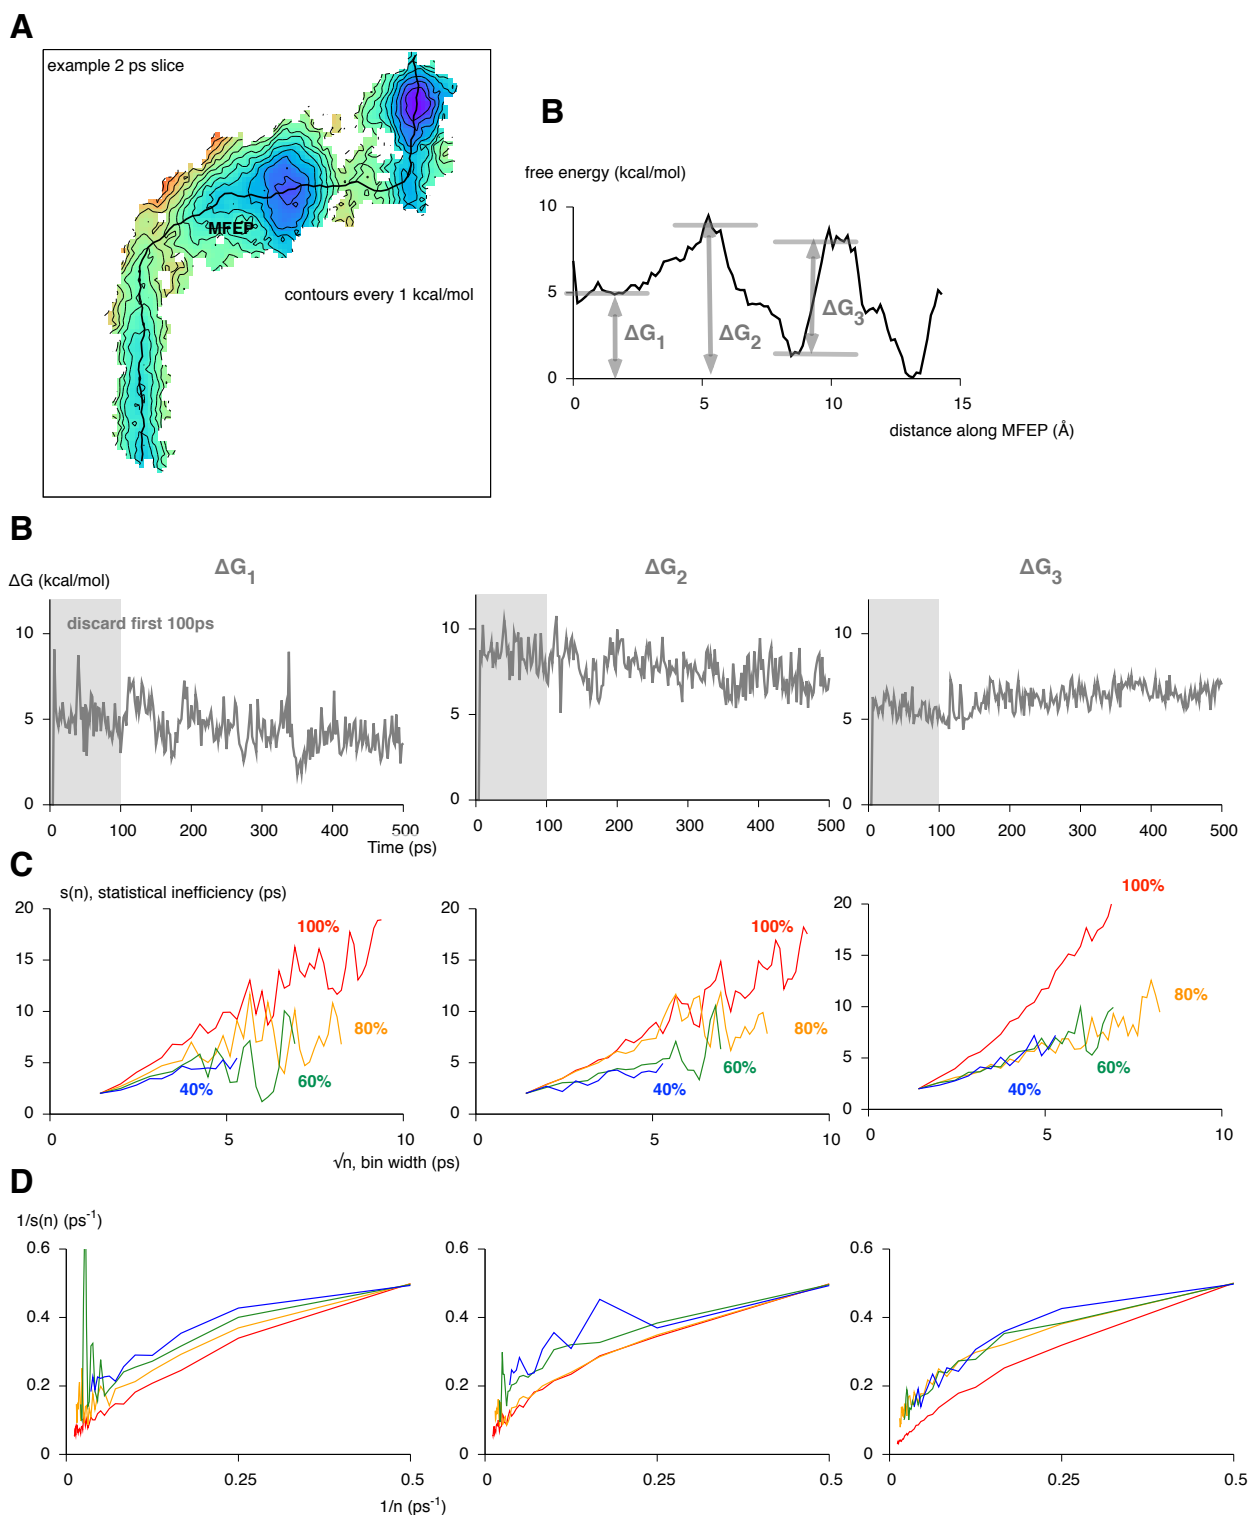 A
example 2 ps slice
MFEP
contours every 1 kcal/mol
B
free energy (kcal/mol)
10
5
0
ΔG1
ΔG2
ΔG3
0 5 10 15
distance along MFEP (Å)
B
ΔG (kcal/mol)
ΔG1
ΔG2
ΔG3
discard first 100ps
10
5
0
0 100 200 300 400 500
Time (ps)
10
5
0
0 100 200 300 400 500
10
5
0
0 100 200 300 400 500
C
s(n), statistical inefficiency (ps)
20
15
10
5
0
100%
80%
60%
40%
0 5 10
√n, bin width (ps)
20
15
10
5
0
100%
80%
60%
40%
0 5 10
20
15
10
5
0
100%
80%
60%
40%
0 5 10
D
1/s(n) (ps-1)
0.6
0.4
0.2
0
0 0.25 0.5
1/n (ps-1)
0.6
0.4
0.2
0
0 0.25 0.5
0.6
0.4
0.2
0
0 0.25 0.5